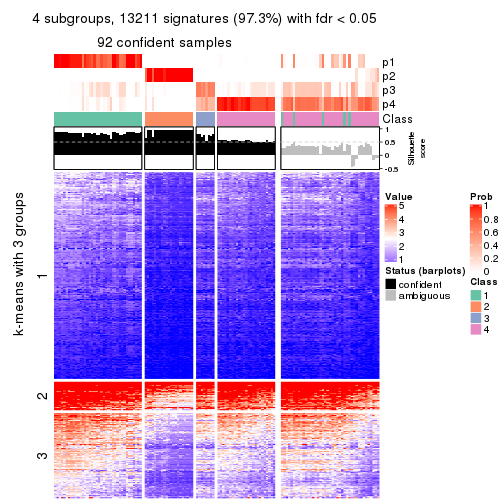 4 subgroups, 13211 signatures (97.3%) with fdr < 0.05
92 confident samples
p1
p2
p3
p4
Class
1
0.5
0
-0.5
Silhouette
score
k-means with 3 groups
1
2
3
Value
5
4
3
2
1
Status (barplots)
confident
ambiguous
Prob
1
0.8
0.6
0.4
0.2
0
Class
1
2
3
4